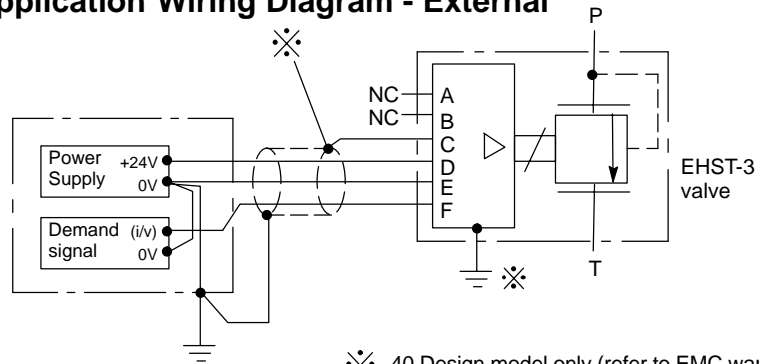 pplication Wiring Diagram - External
P
NC A
NC B
C
D
E
F
Power Supply +24V
0V
Demand signal (i/v)
0V
EHST-3 valve
T
※
※
※ 40 Design model only (refer to EMC war